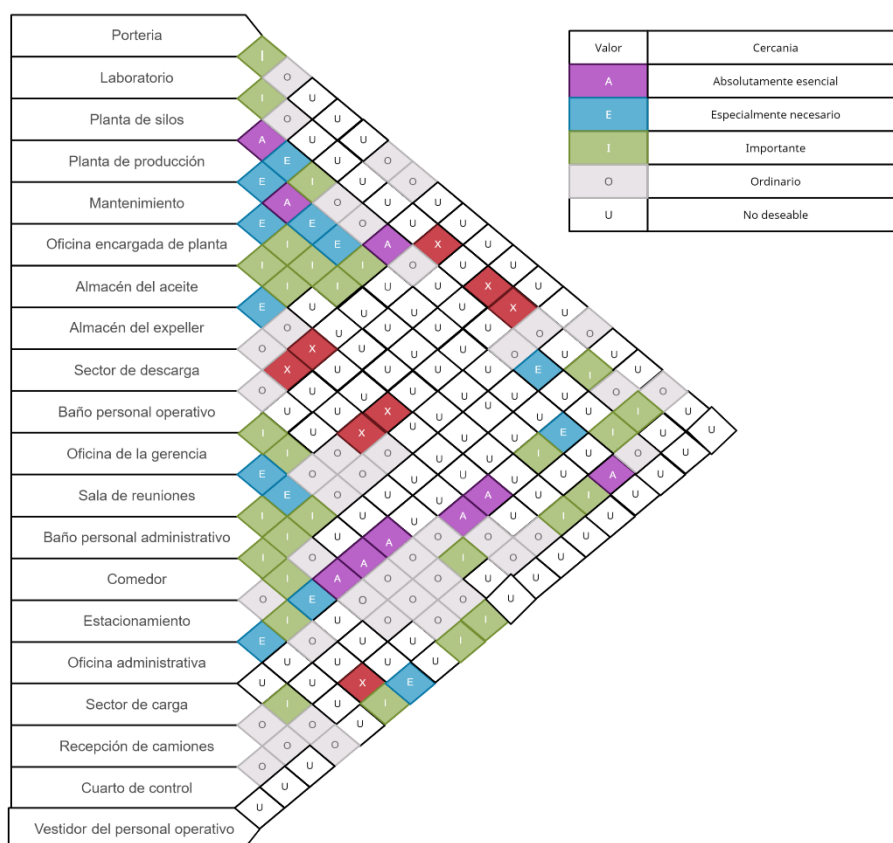 Porteria
I
Laboratorio O
I U
Planta de silos O U
A U U
Planta de producción E U O
E I U O
Mantenimiento A O U U
E E O U U
Oficina encargada de planta I E A X U
I I I O U U
Almacén del aceite I I U U X U
E U U U U X U
Almacén del expeller O U U U U O O
O X U U U O O U
Sector de descarga X U U U U E I U
O U U U U U U O O
Baño personal operativo U U X U U U U I U
I U X U U U E I U U
Oficina de la gerencia I O O U U I U O U
E O O U U U U A U
Sala de reuniones E O U U A U I U
I I U U A U I U
Baño personal administrativo I U A O O O U
I O A O I O U
Comedor I A O O U U
O E O O O U
Estacionamiento I U O O I
E O U U I
Oficina administrativa U U U U
U U X E
Sector de carga I U I
O O U
Recepción de camiones O O
O U
Cuarto de control U
U
Vestidor del personal operativo
Valor Cercania
A Absolutamente esencial
E Especialmente necesario
I Importante
O Ordinario
U No deseable